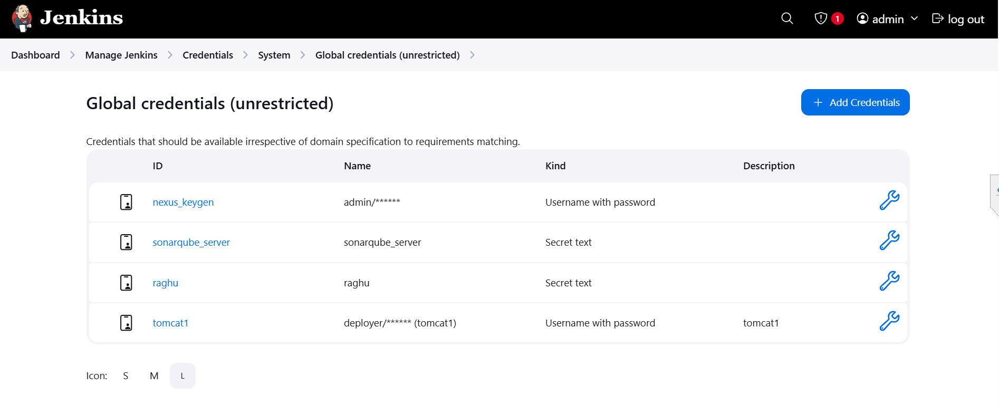 Jenkins
1 admin log out
Dashboard Manage Jenkins Credentials System Global credentials (unrestricted)
Global credentials (unrestricted)
+ Add Credentials
Credentials that should be available irrespective of domain specification to requirements matching.
ID Name Kind Description
nexus_keygen admin/****** Username with password
sonarqube_server sonarqube_server Secret text
raghu raghu Secret text
tomcat1 deployer/****** (tomcat1) Username with password tomcat1
Icon: S M L